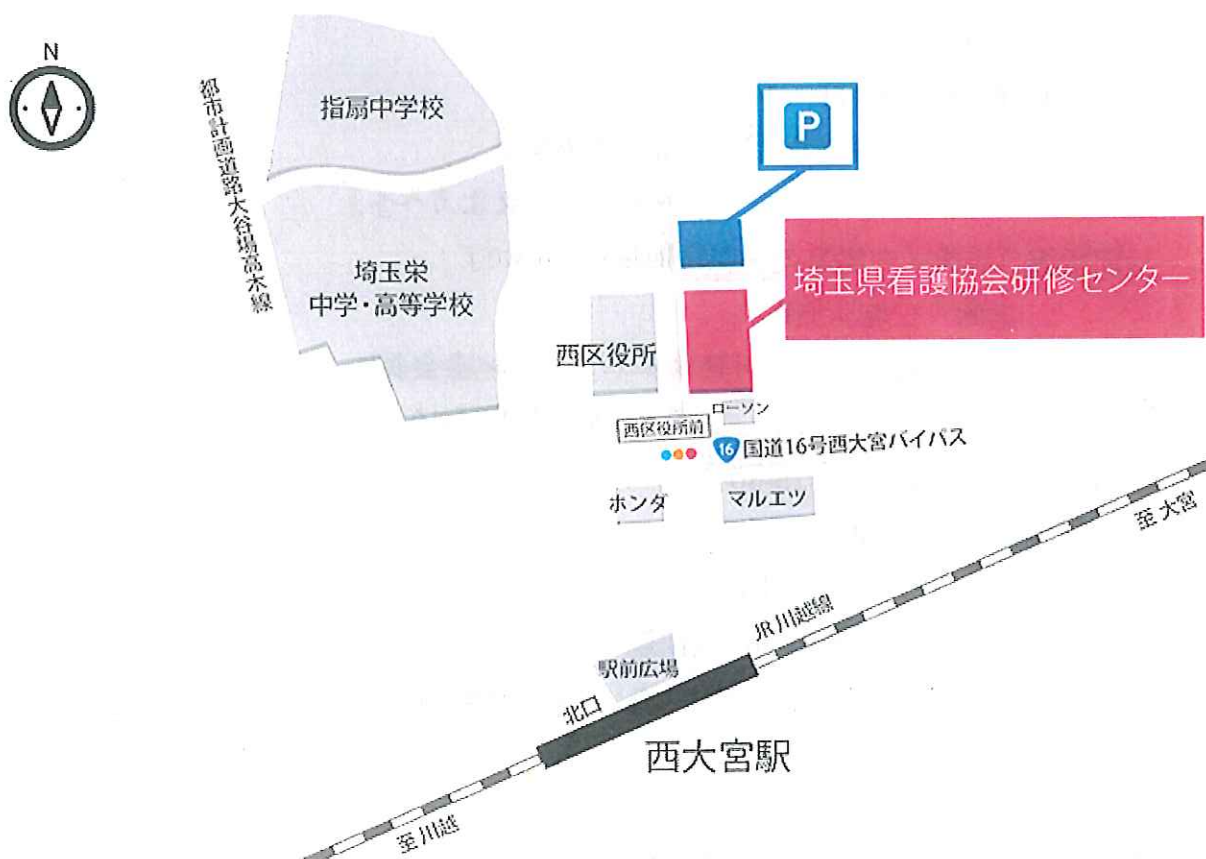 N
指扇中学校
都市計画道路大谷場高木線
P
埼玉栄
中学・高等学校
埼玉県看護協会研修センター
西区役所
ローソン
西区役所前
16 国道16号西大宮バイパス
ホンダ
マルエツ
至 大宮
JR 川越線
駅前広場
北口
西大宮駅
至 川越